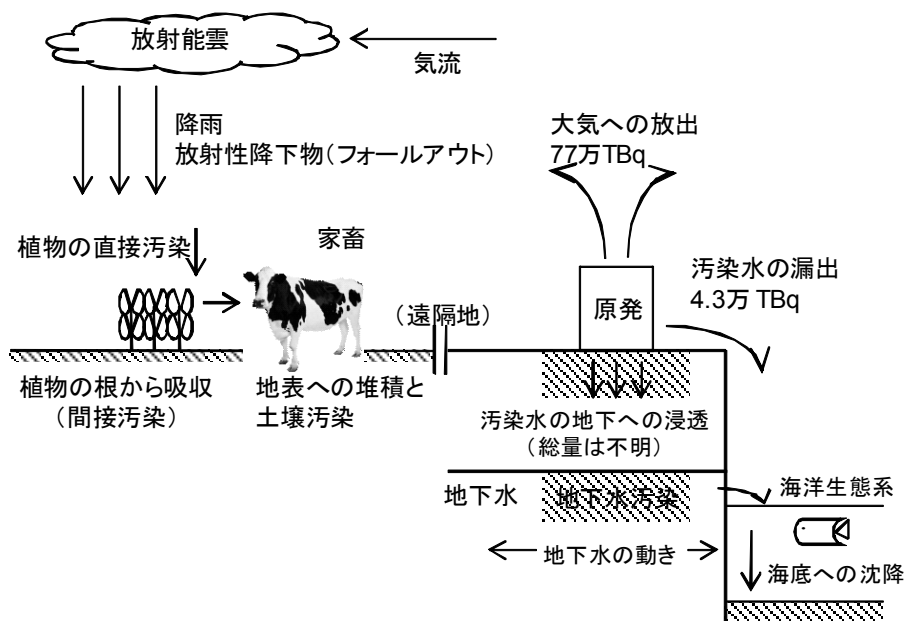 放射能雲
気流
降雨
放射性降下物(フォールアウト)
大気への放出
77万TBq
植物の直接汚染
家畜
汚染水の漏出
4.3万 TBq
原発
(遠隔地)
植物の根から吸収
(間接汚染)
地表への堆積と
土壌汚染
汚染水の地下への浸透
(総量は不明)
地下水
地下水汚染
海洋生態系
地下水の動き
海底への沈降